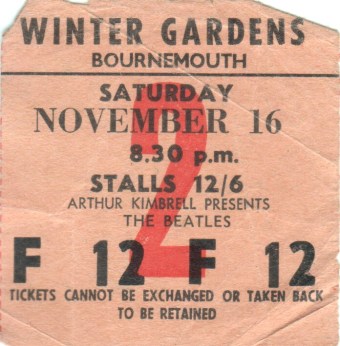 WINTER GARDENS
BOURNEMOUTH
SATURDAY
NOVEMBER 16
2
8.30 p.m.
STALLS 12/6
ARTHUR KIMBRELL PRESENTS
THE BEATLES
F 12 F 12
TICKETS CANNOT BE EXCHANGED OR TAKEN BACK
TO BE RETAINED